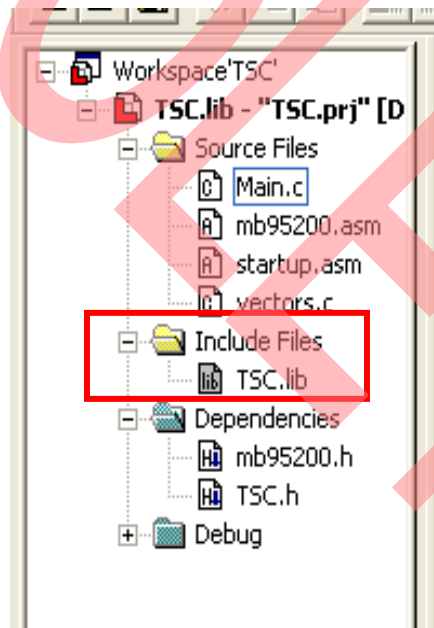 Workspace'TSC'
TSC.lib - "TSC.prj" [D
Source Files
Main.c
mb95200.asm
startup.asm
vectors.c
Include Files
TSC.lib
Dependencies
mb95200.h
TSC.h
Debug